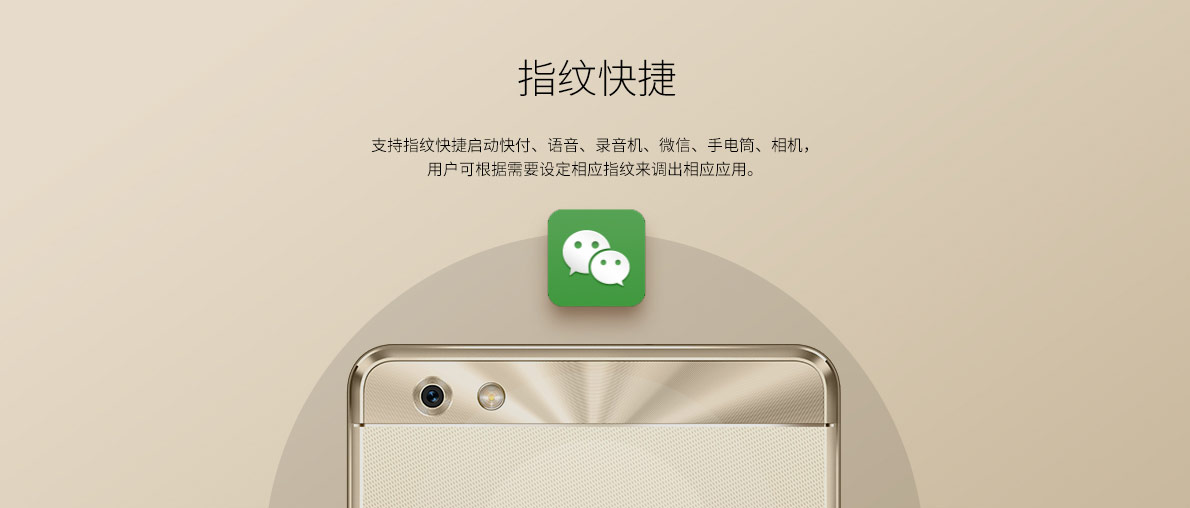 指纹快捷
支持指纹快捷启动快付、语音、录音机、微信、手电筒、相机，
用户可根据需要设定相应指纹来调出相应应用。